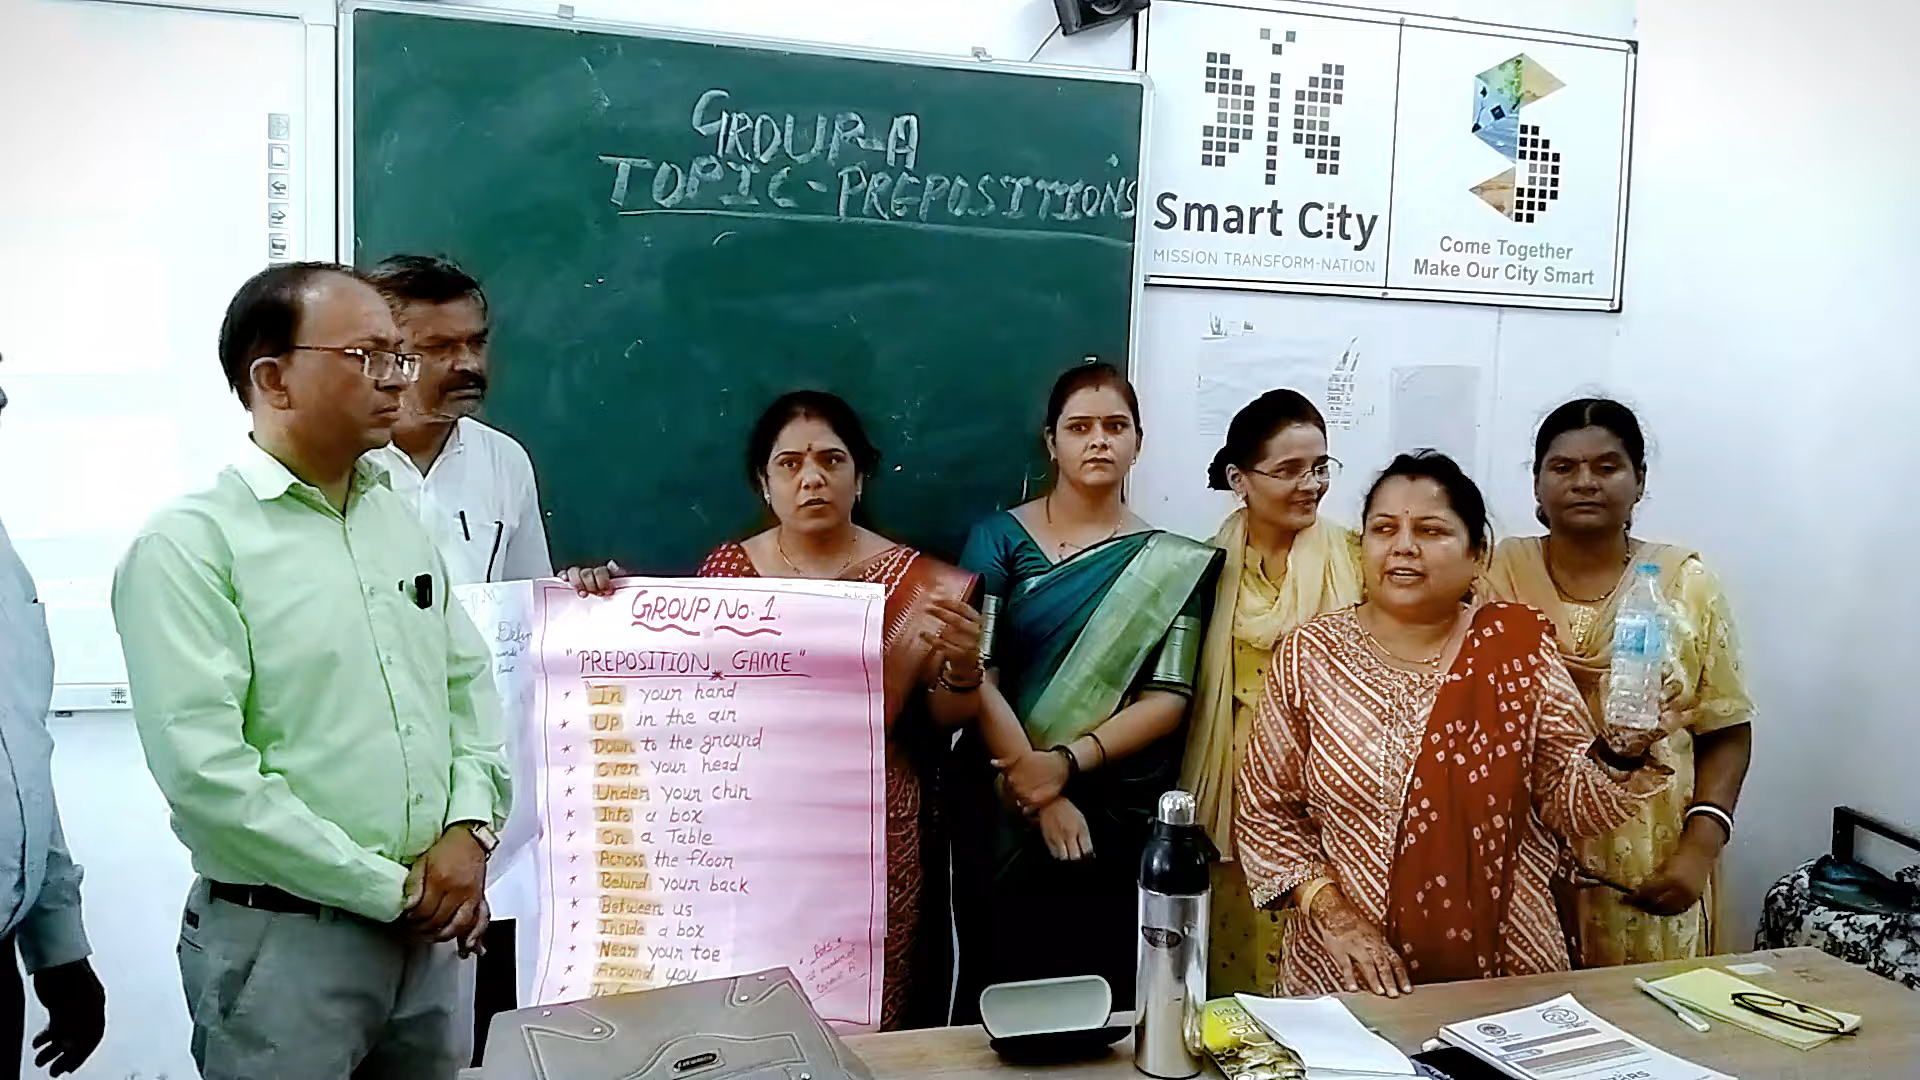 GROUP-A
TOPIC-PREPOSITIONS
Smart City
MISSION TRANSFORM-NATION
Come Together
Make Our City Smart
GROUP NO. 1.
"PREPOSITION GAME"
* In your hand
* Up in the air
* Down to the ground
* Over your head
* Under your chin
* Into a box
* On a Table
* Across the floor
* Behind your back
* Between us
* Inside a box
* Near your toe
* Around you